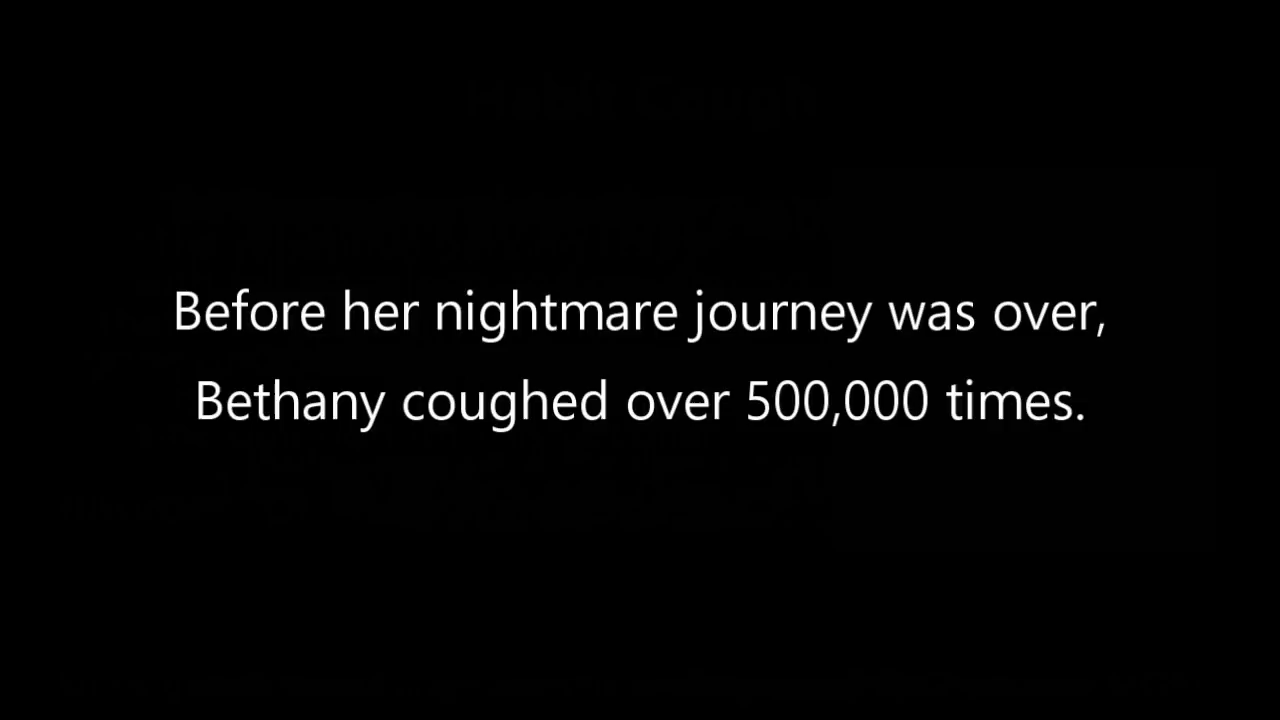 Before her nightmare journey was over,
Bethany coughed over 500,000 times.